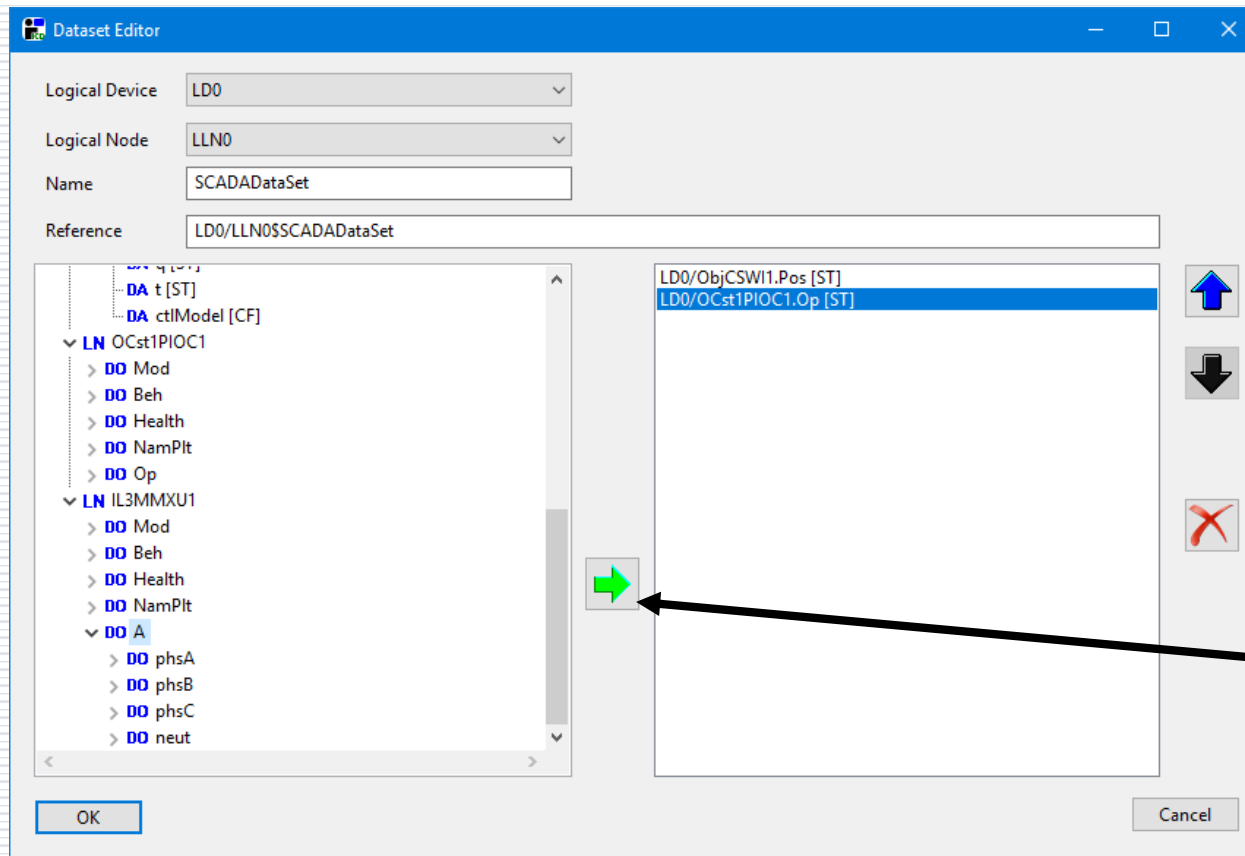 Dataset Editor
Logical Device LD0
Logical Node LLN0
Name SCADADataSet
Reference LD0/LLN0$SCADADataSet
DA q [ST]
DA t [ST]
DA ctlModel [CF]
LN OCst1PIOC1
DO Mod
DO Beh
DO Health
DO NamPlt
DO Op
LN IL3MMXU1
DO Mod
DO Beh
DO Health
DO NamPlt
DO A
DO phsA
DO phsB
DO phsC
DO neut
LD0/ObjCSWI1.Pos [ST]
LD0/OCst1PIOC1.Op [ST]
OK
Cancel